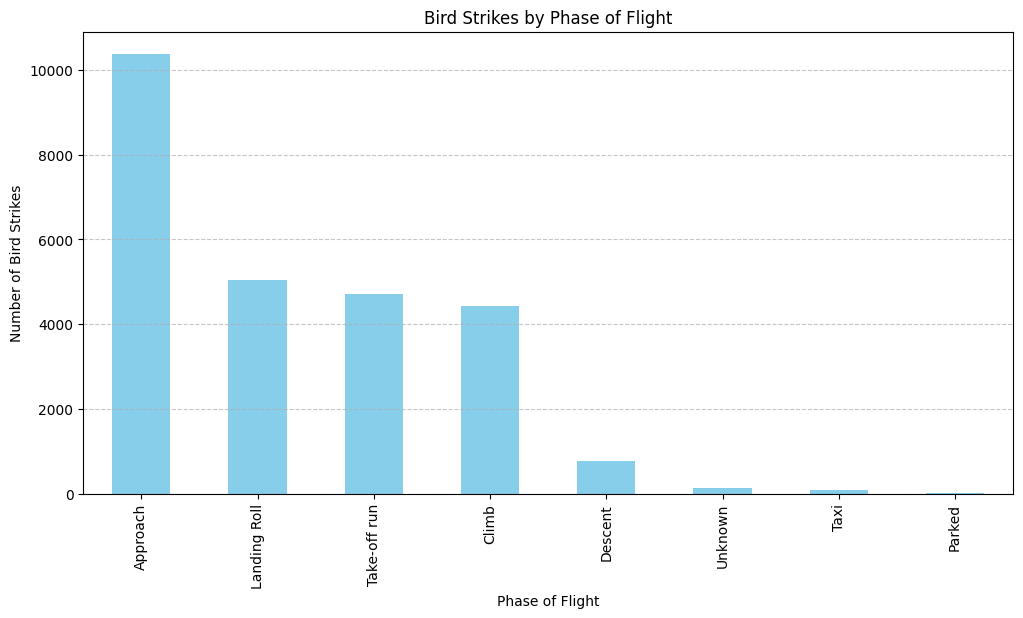 Bird Strikes by Phase of Flight
Number of Bird Strikes
10000
8000
6000
4000
2000
0
Approach
Landing Roll
Take-off run
Climb
Descent
Unknown
Taxi
Parked
Phase of Flight